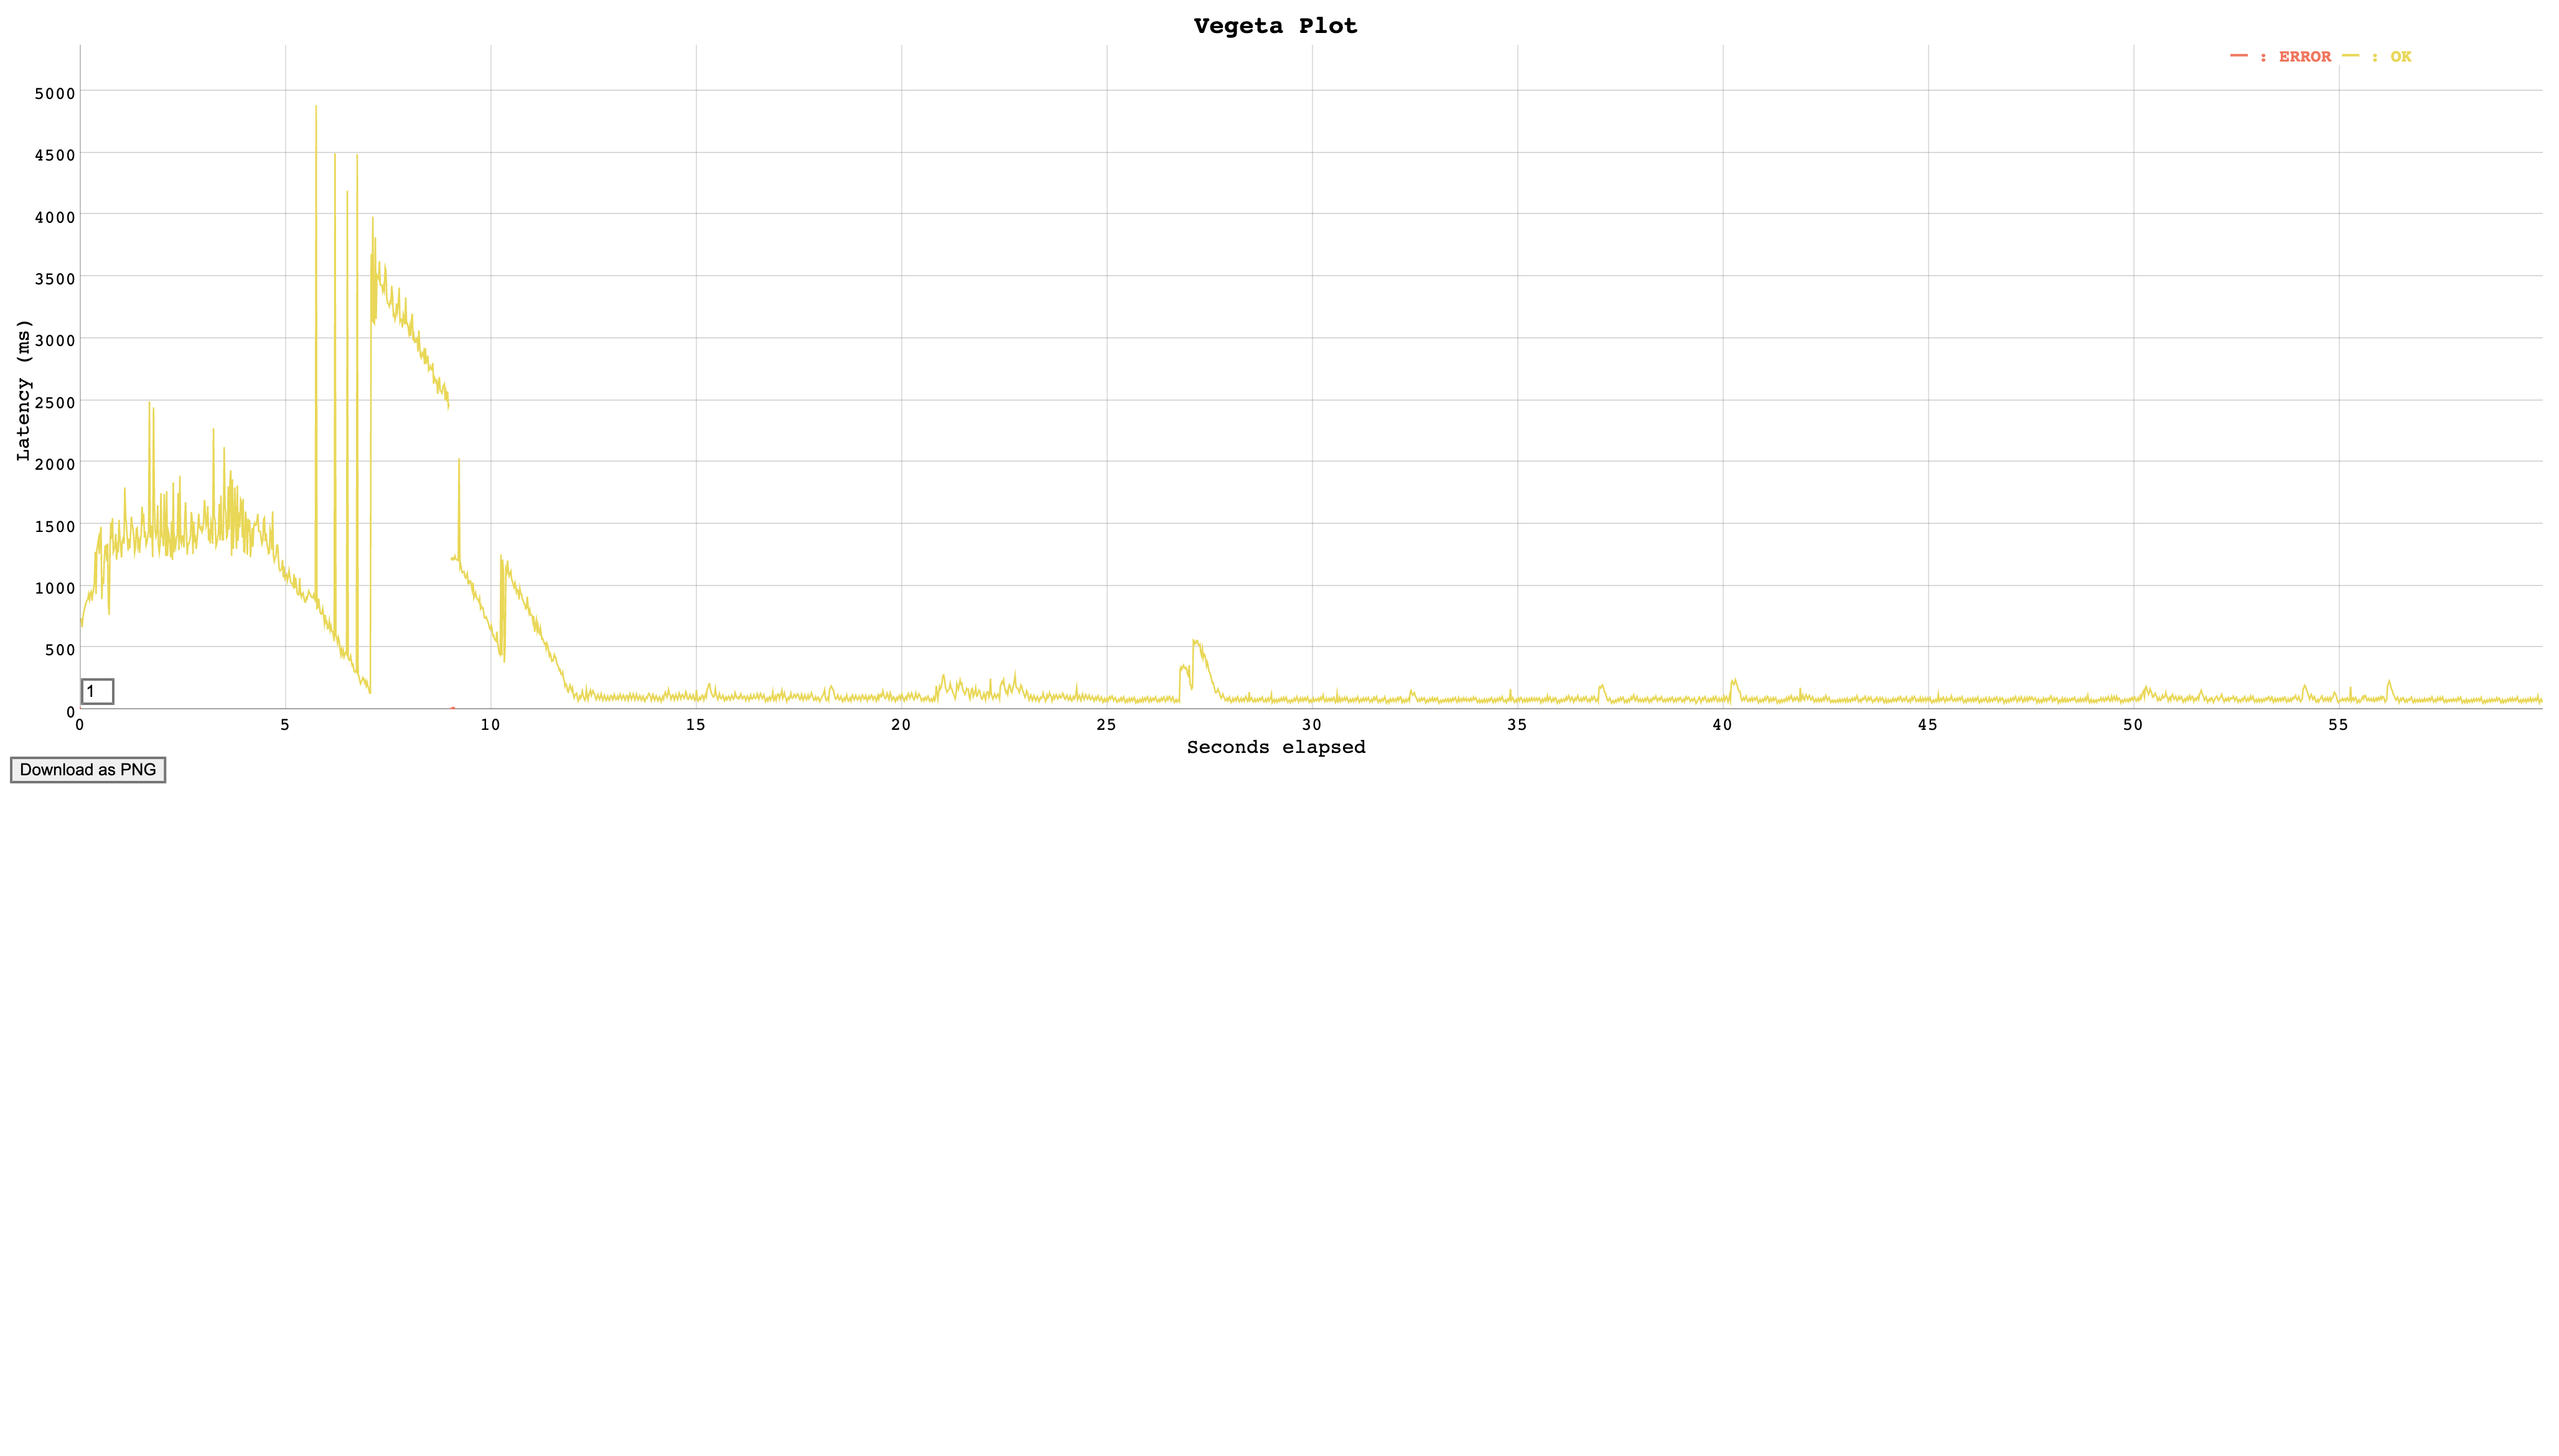 Vegeta Plot
— : ERROR — : OK
5000
4500
4000
3500
3000
2500
2000
1500
1000
500
0
Latency (ms)
1
0 5 10 15 20 25 30 35 40 45 50 55
Seconds elapsed
Download as PNG